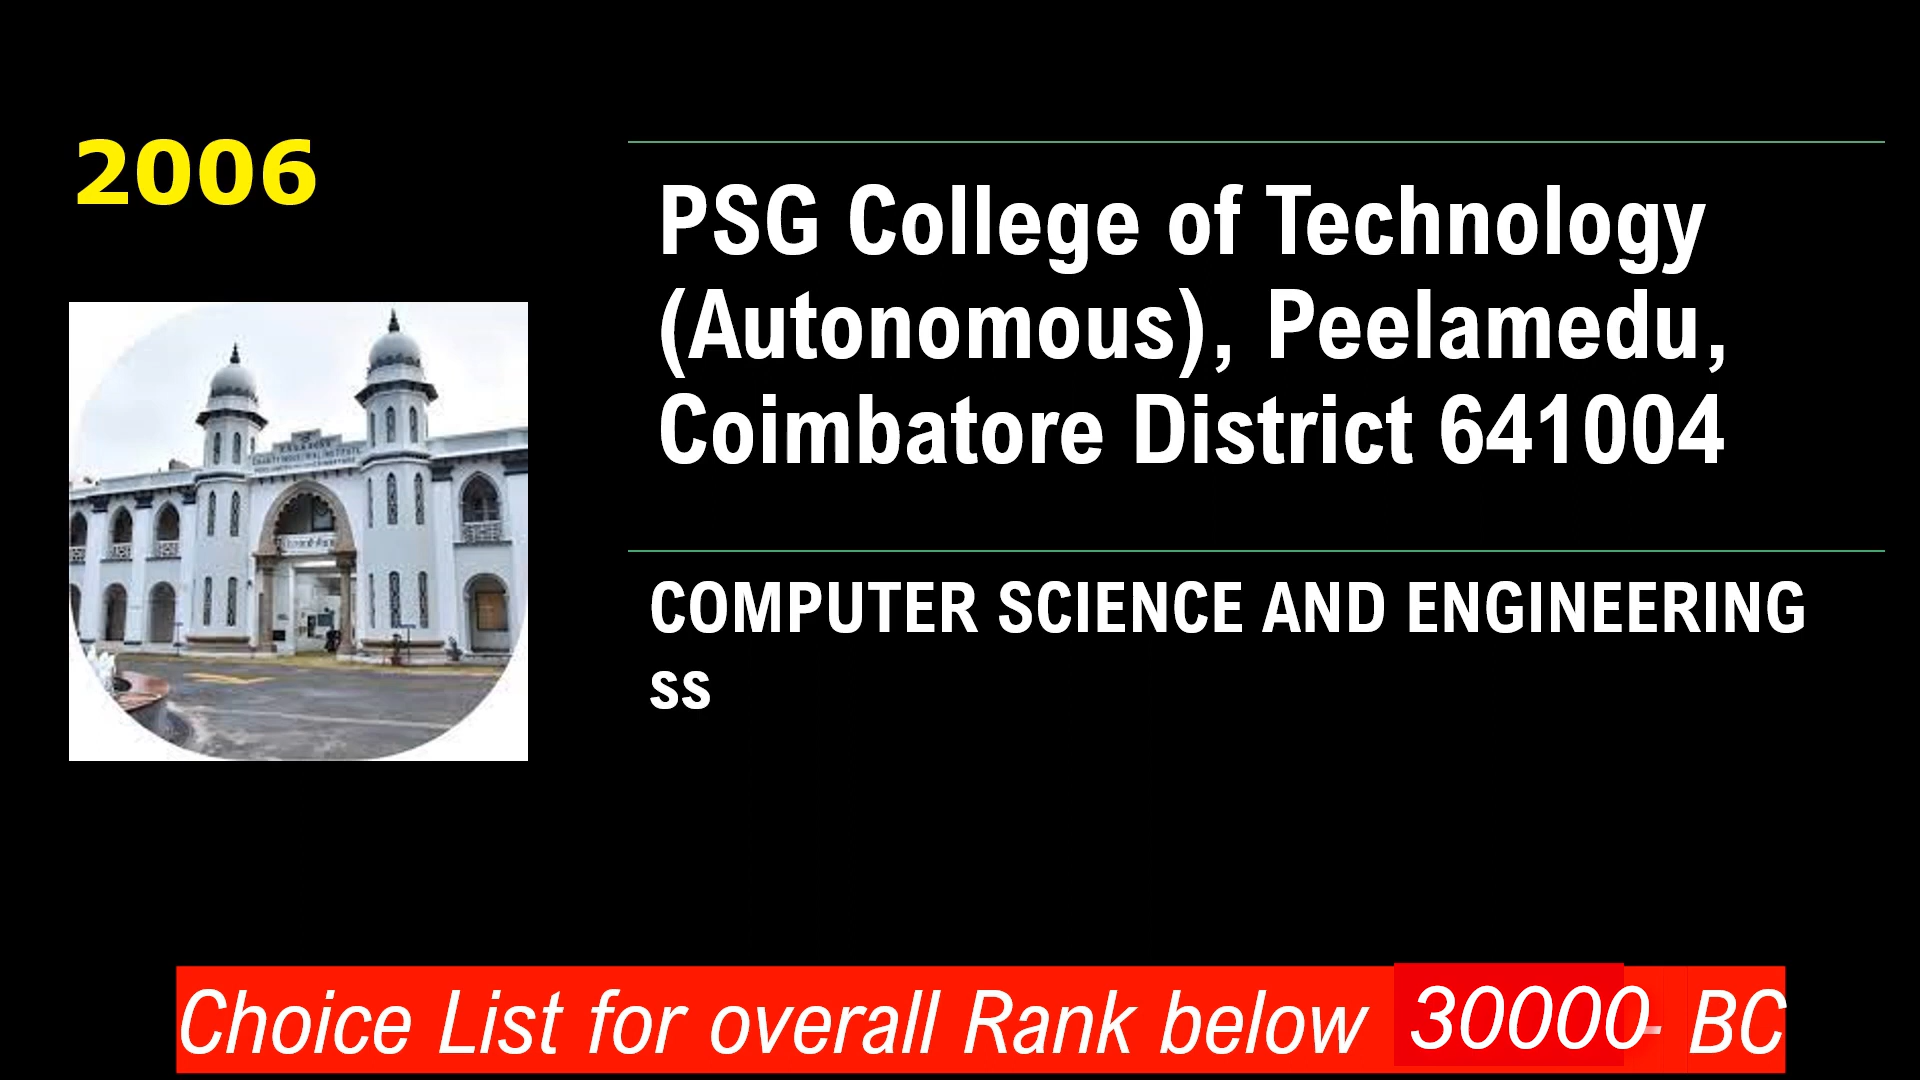 2006
PSG College of Technology
(Autonomous), Peelamedu,
Coimbatore District 641004
COMPUTER SCIENCE AND ENGINEERING
ss
Choice List for overall Rank below 30000- BC